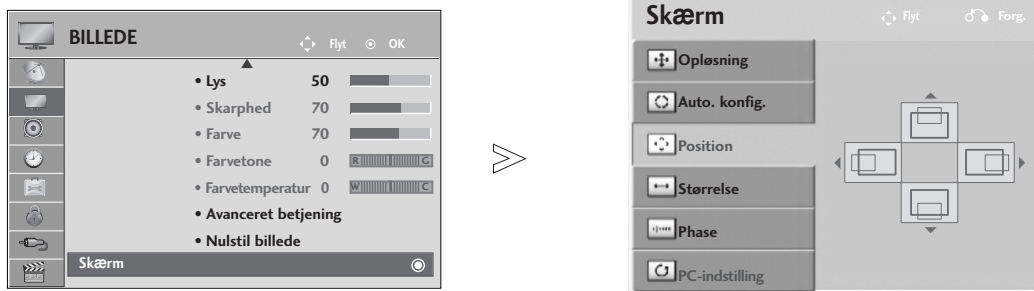 BILLEDE
Flyt OK
• Lys 50
• Skarphed 70
• Farve 70
• Farvetone 0 R G
• Farvetemperatur 0 W C
• Avanceret betjening
• Nulstil billede
Skærm
Skærm
Flyt Forg.
Opløsning
Auto. konfig.
Position
Størrelse
Phase
PC-indstilling